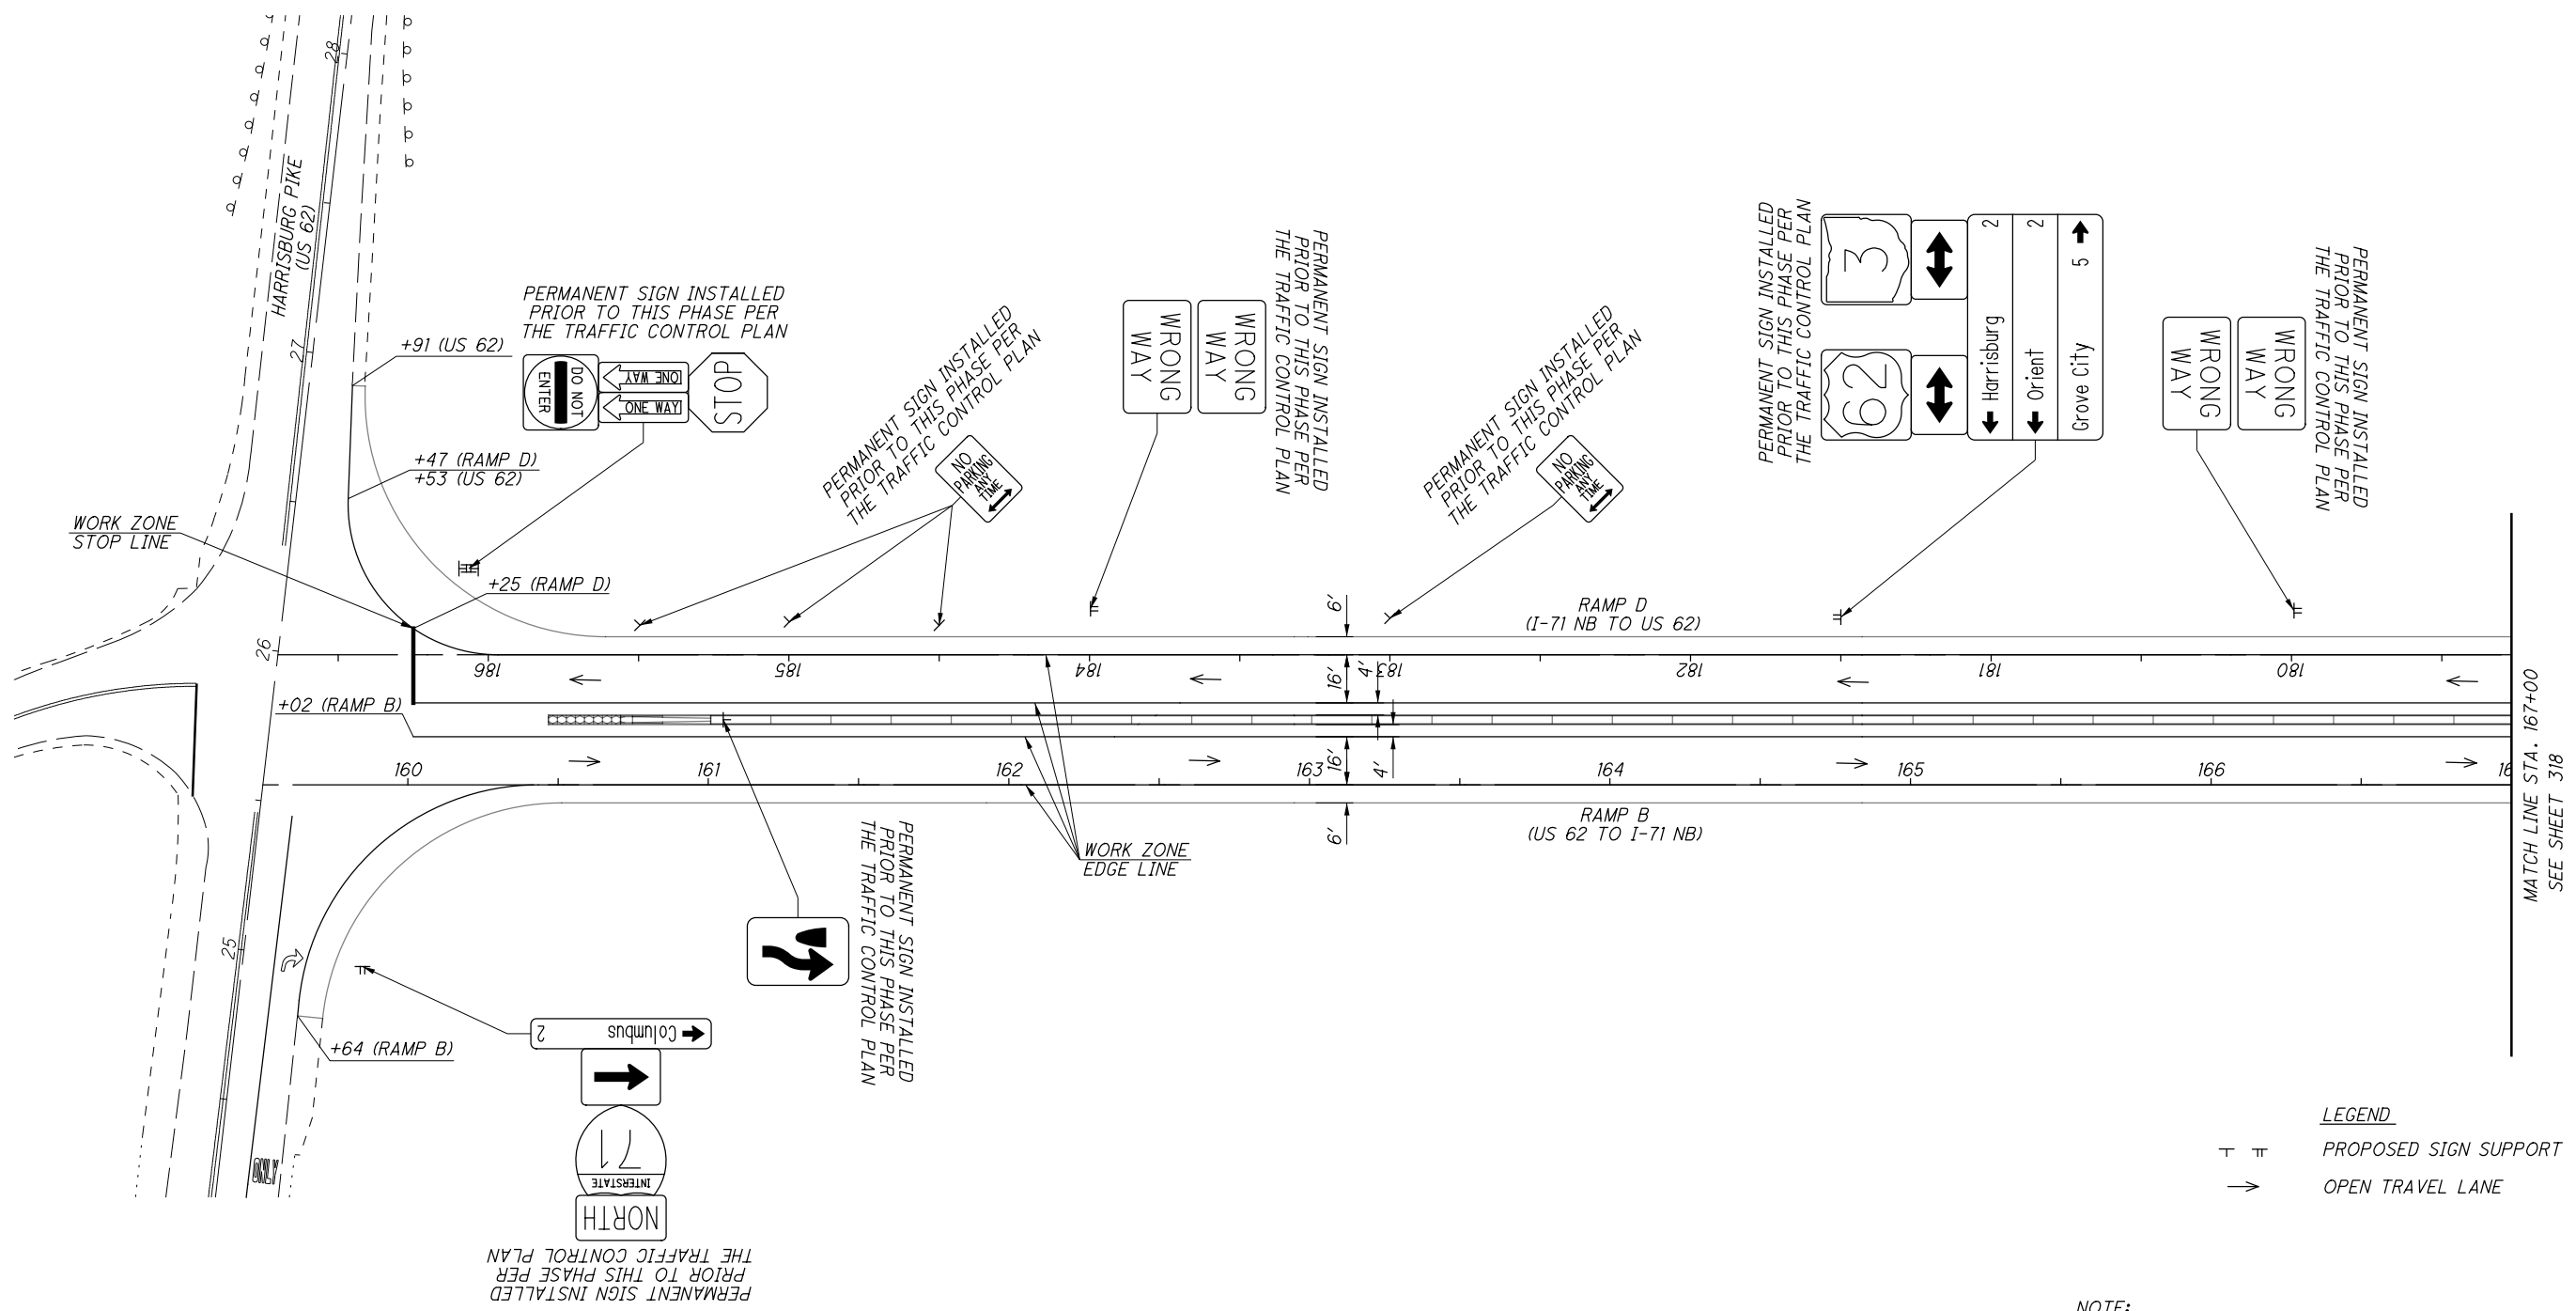 28
HARRISBURG PIKE
(US 62)
27
26
25
ONLY
PERMANENT SIGN INSTALLED
PRIOR TO THIS PHASE PER
THE TRAFFIC CONTROL PLAN
+91 (US 62)
DO NOT
ENTER
ONE WAY
ONE WAY
STOP
+47 (RAMP D)
+53 (US 62)
WORK ZONE
STOP LINE
+25 (RAMP D)
+02 (RAMP B)
PERMANENT SIGN INSTALLED
PRIOR TO THIS PHASE PER
THE TRAFFIC CONTROL PLAN
NO
PARKING
ANY
TIME
WRONG
WAY
WRONG
WAY
PERMANENT SIGN INSTALLED
PRIOR TO THIS PHASE PER
THE TRAFFIC CONTROL PLAN
PERMANENT SIGN INSTALLED
PRIOR TO THIS PHASE PER
THE TRAFFIC CONTROL PLAN
NO
PARKING
ANY
TIME
PERMANENT SIGN INSTALLED
PRIOR TO THIS PHASE PER
THE TRAFFIC CONTROL PLAN
3
62
Harrisburg 2
Orient 2
Grove City 5
WRONG
WAY
WRONG
WAY
PERMANENT SIGN INSTALLED
PRIOR TO THIS PHASE PER
THE TRAFFIC CONTROL PLAN
6'
RAMP D
(I-71 NB TO US 62)
186
185
184
183
182
181
180
16'
4'
16'
4'
6'
160
161
162
163
164
165
166
16
RAMP B
(US 62 TO I-71 NB)
WORK ZONE
EDGE LINE
MATCH LINE STA. 167+00
SEE SHEET 318
PERMANENT SIGN INSTALLED
PRIOR TO THIS PHASE PER
THE TRAFFIC CONTROL PLAN
+64 (RAMP B)
Columbus 2
INTERSTATE
71
NORTH
PERMANENT SIGN INSTALLED
PRIOR TO THIS PHASE PER
THE TRAFFIC CONTROL PLAN
LEGEND
PROPOSED SIGN SUPPORT
OPEN TRAVEL LANE
NOTE: